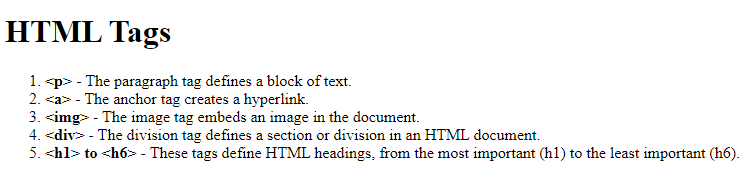 HTML Tags
1. <p> - The paragraph tag defines a block of text.
2. <a> - The anchor tag creates a hyperlink.
3. <img> - The image tag embeds an image in the document.
4. <div> - The division tag defines a section or division in an HTML document.
5. <h1> to <h6> - These tags define HTML headings, from the most important (h1) to the least important (h6).